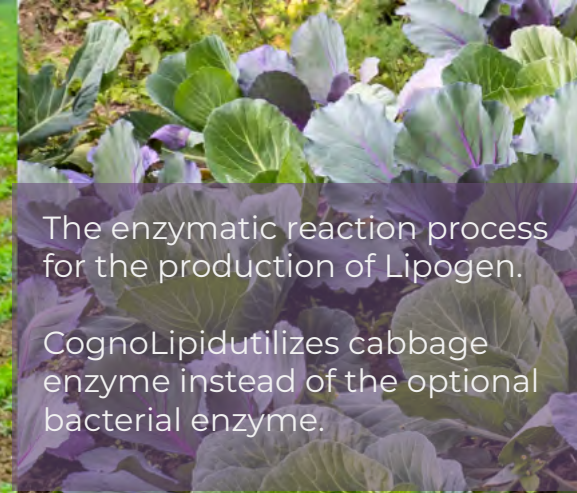 The enzymatic reaction process
for the production of Lipogen.
CognoLipidutilizes cabbage
enzyme instead of the optional
bacterial enzyme.